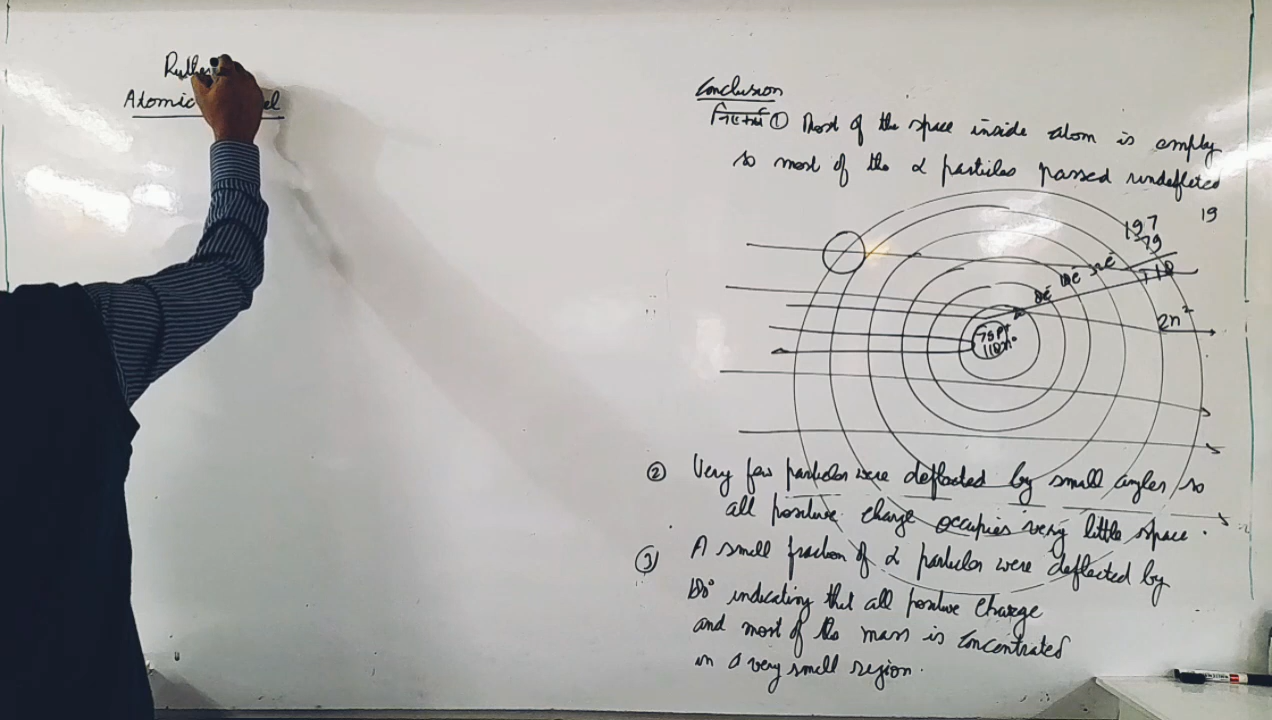 Ruther
Atomic
Conclusion
① Most of the space inside atom is empty
so most of the α particles passed undeflected
19
197
79
2n²
② Very few particles were deflected by small angles so
all positive charge occupies very little space.
③ A small fraction of α particles were deflected by
180° indicating that all positive charge
and most of the mass is concentrated
in a very small region.